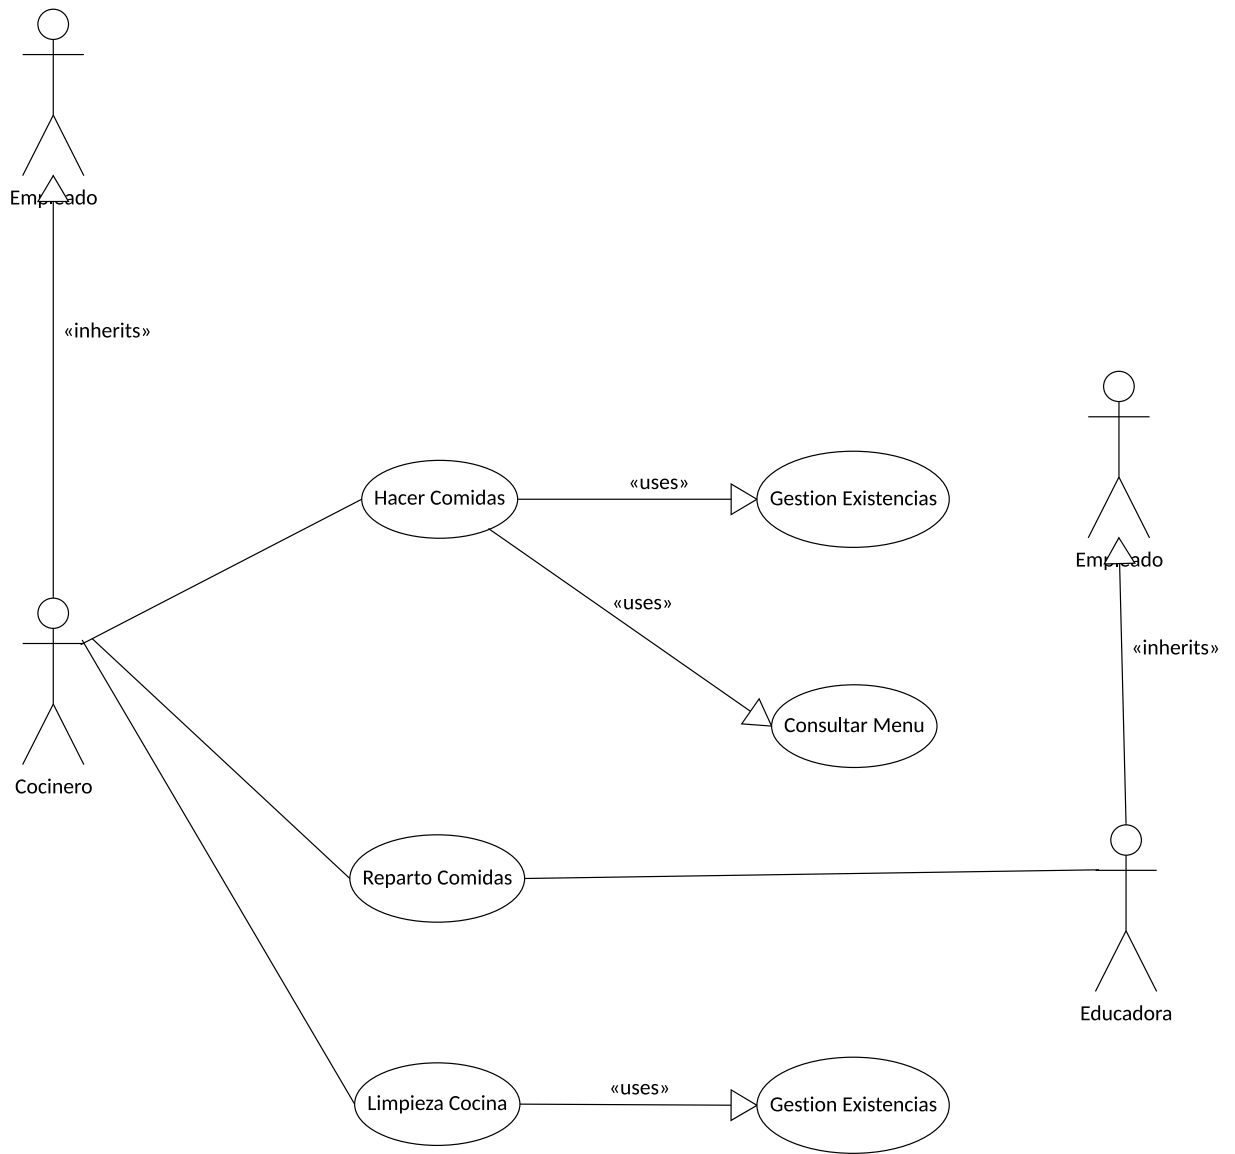 Empleado
«inherits»
Hacer Comidas
«uses»
Gestion Existencias
Empleado
«uses»
«inherits»
Consultar Menu
Cocinero
Reparto Comidas
Educadora
Limpieza Cocina
«uses»
Gestion Existencias